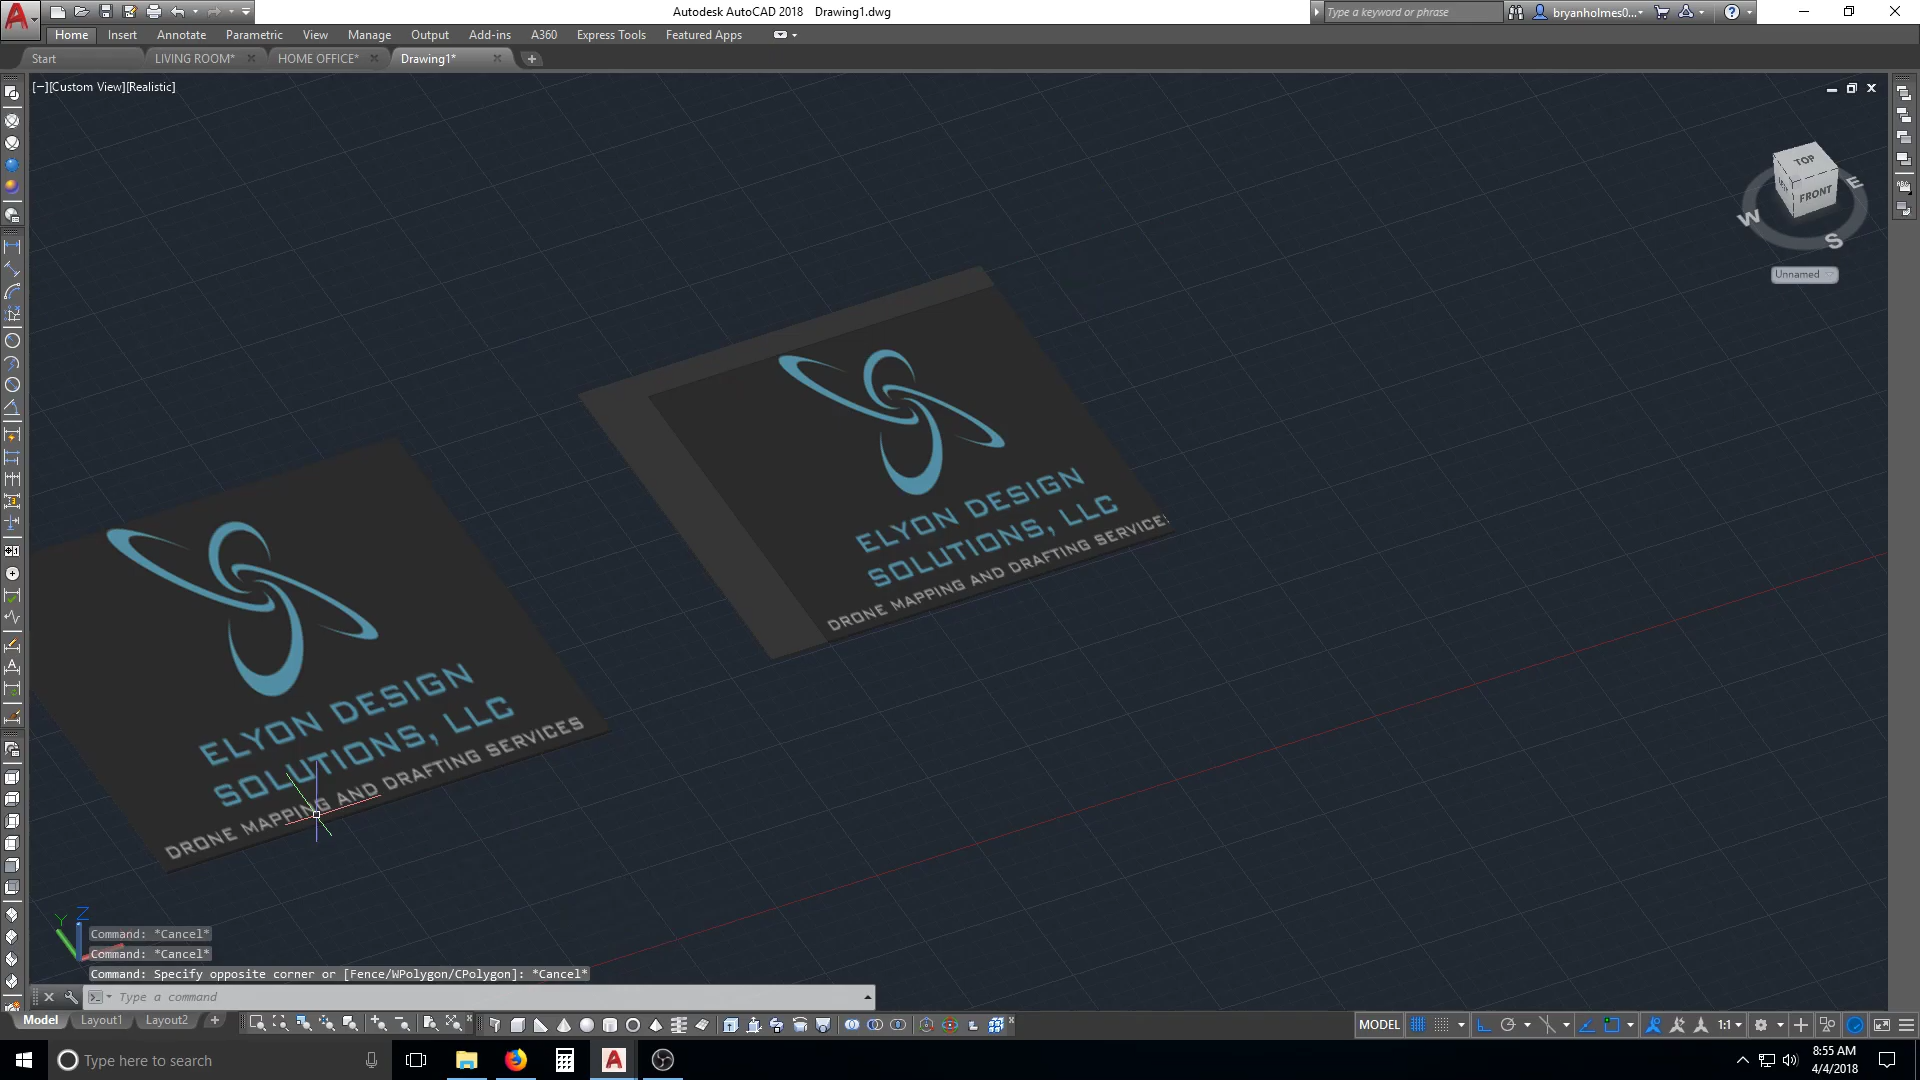 Autodesk AutoCAD 2018 Drawing1.dwg
Type a keyword or phrase
bryanholmes0...
Home Insert Annotate Parametric View Manage Output Add-ins A360 Express Tools Featured Apps
Start LIVING ROOM* HOME OFFICE* Drawing1*
[−][Custom View][Realistic]
TOP
FRONT
W
S
E
Unnamed
ELYON DESIGN
SOLUTIONS, LLC
DRONE MAPPING AND DRAFTING SERVICES
ELYON DESIGN
SOLUTIONS, LLC
DRONE MAPPING AND DRAFTING SERVICES
Y Z
Command: *Cancel*
Command: *Cancel*
Command: Specify opposite corner or [Fence/WPolygon/CPolygon]: *Cancel*
Type a command
Model Layout1 Layout2
MODEL
1:1
Type here to search
8:55 AM
4/4/2018